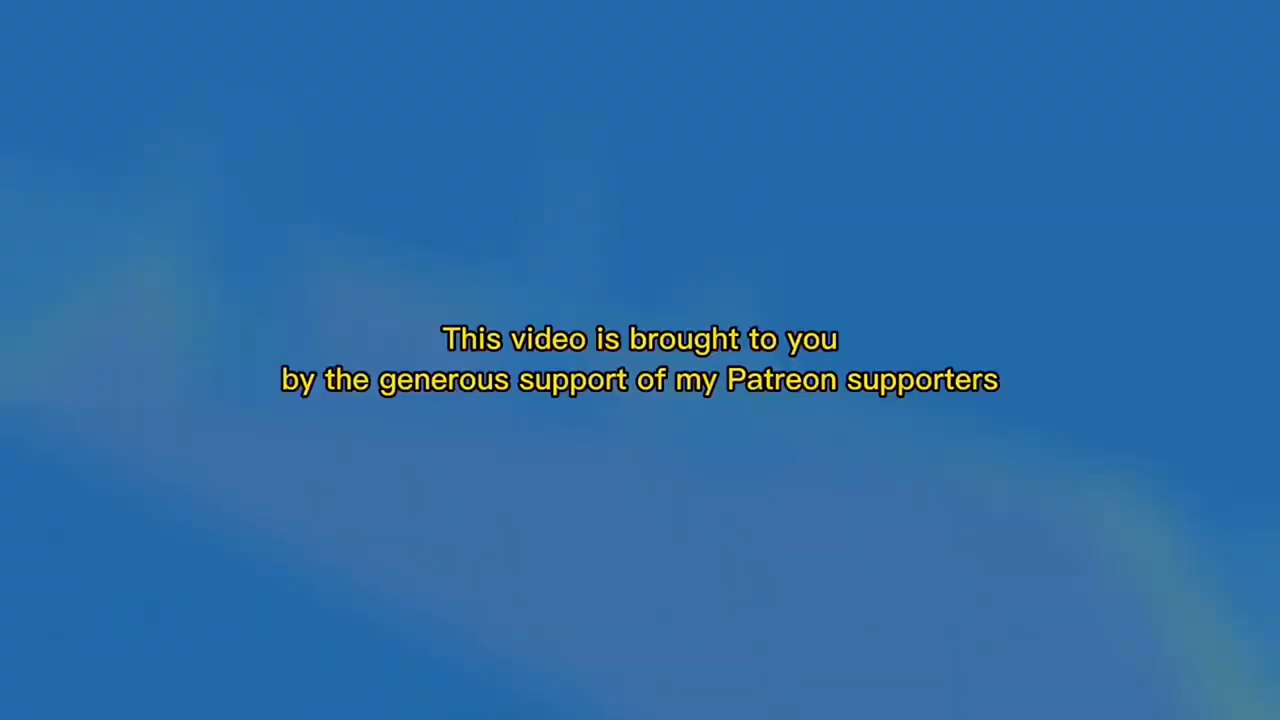 This video is brought to you
by the generous support of my Patreon supporters